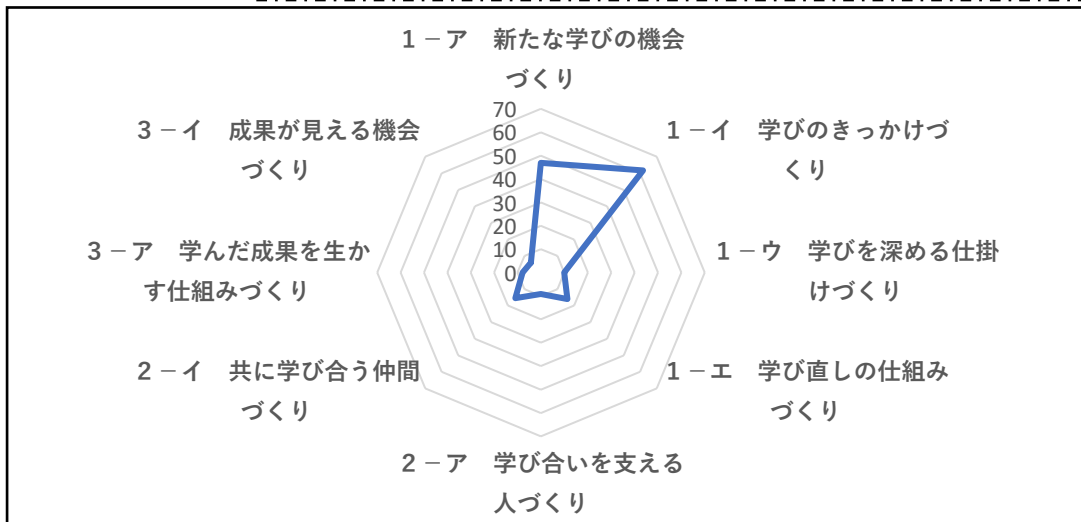 1－ア　新たな学びの機会
づくり
1－イ　学びのきっかけづ
くり
1－ウ　学びを深める仕掛
けづくり
1－エ　学び直しの仕組み
づくり
2－ア　学び合いを支える
人づくり
2－イ　共に学び合う仲間
づくり
3－ア　学んだ成果を生か
す仕組みづくり
3－イ　成果が見える機会
づくり
70
60
50
40
30
20
10
0